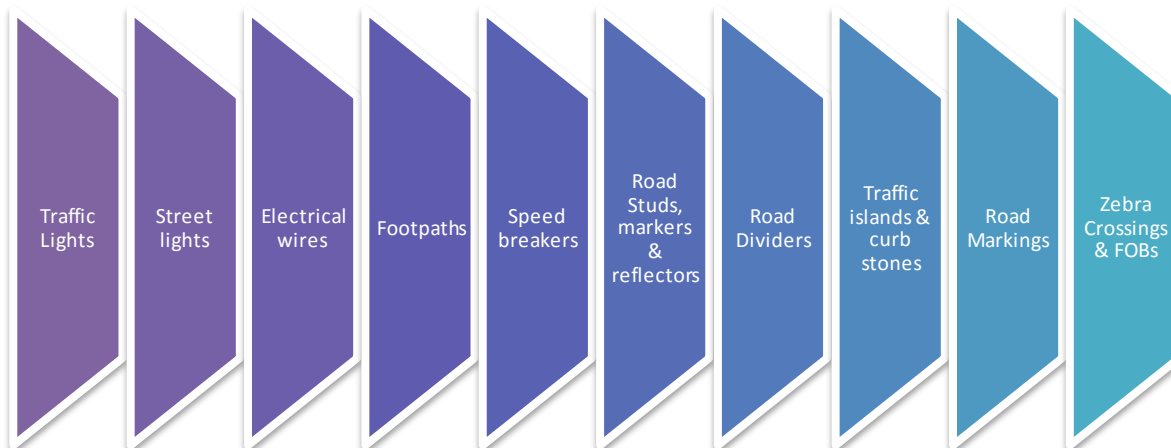 Traffic
Lights
Street
lights
Electrical
wires
Footpaths
Speed
breakers
Road
Studs,
markers
&
reflectors
Road
Dividers
Traffic
islands &
curb
stones
Road
Markings
Zebra
Crossings
& FOBs